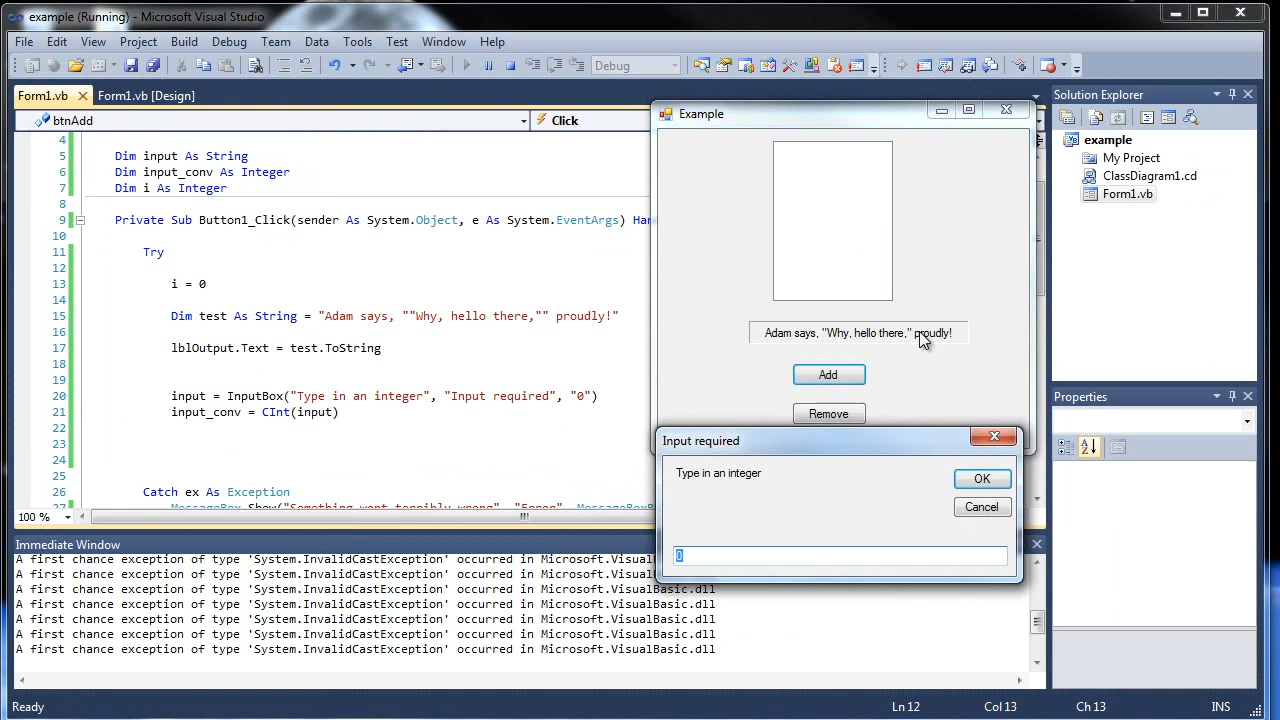 example (Running) - Microsoft Visual Studio
File Edit View Project Build Debug Team Data Tools Test Window Help
Debug
Form1.vb Form1.vb [Design]
btnAdd Click
4
5 Dim input As String
6 Dim input_conv As Integer
7 Dim i As Integer
8
9 Private Sub Button1_Click(sender As System.Object, e As System.EventArgs)
10
11 Try
12
13 i = 0
14
15 Dim test As String = "Adam says, ""Why, hello there,"" proudly!"
16
17 lblOutput.Text = test.ToString
18
19
20 input = InputBox("Type in an integer", "Input required", "0")
21 input_conv = CInt(input)
22
23
24
25
26 Catch ex As Exception
100 %
Example
Adam says, "Why, hello there," proudly!
Add
Remove
Input required
Type in an integer
OK
Cancel
0
Solution Explorer
example
My Project
ClassDiagram1.cd
Form1.vb
Properties
Immediate Window
A first chance exception of type 'System.InvalidCastException' occurred in Microsoft.VisualBasic.dll
A first chance exception of type 'System.InvalidCastException' occurred in Microsoft.VisualBasic.dll
A first chance exception of type 'System.InvalidCastException' occurred in Microsoft.VisualBasic.dll
A first chance exception of type 'System.InvalidCastException' occurred in Microsoft.VisualBasic.dll
A first chance exception of type 'System.InvalidCastException' occurred in Microsoft.VisualBasic.dll
A first chance exception of type 'System.InvalidCastException' occurred in Microsoft.VisualBasic.dll
A first chance exception of type 'System.InvalidCastException' occurred in Microsoft.VisualBasic.dll
Ready Ln 12 Col 13 Ch 13 INS